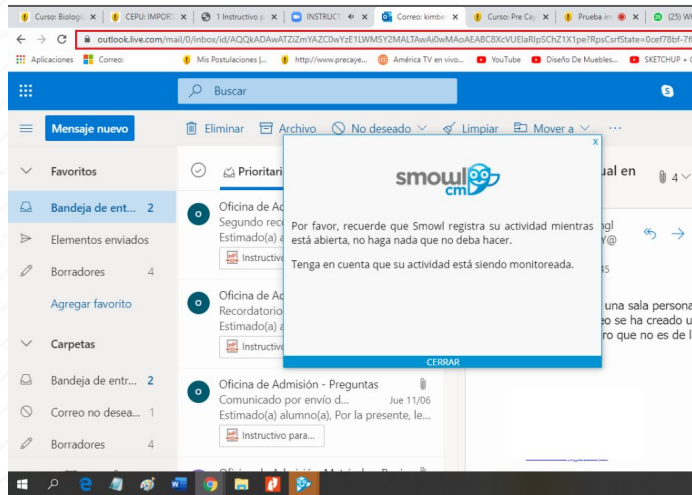 Curso: Biologí
CEPU: IMPORT
1 Instructivo p
INSTRUCT
Correo: kimbe
Curso: Pre Cay
Prueba in
(25) W
outlook.live.com/mail/0/inbox/id/
Aplicaciones
Correo:
Mis Postulaciones |...
http://www.precaye...
América TV en vivo...
YouTube
Diseño De Muebles...
SKETCHUP +
Buscar
Mensaje nuevo
Eliminar
Archivo
No deseado
Limpiar
Mover a
...
Favoritos
Bandeja de ent... 2
Elementos enviados
Borradores 4
Agregar favorito
Carpetas
Bandeja de entr... 2
Correo no desea... 1
Borradores 4
Prioritari
Oficina de Ad
Segundo reco
Estimado(a) a
Instructivo
O
Oficina de Ad
Recordatorio
Estimado(a) a
Instructivo
O
Oficina de Admisión - Preguntas
Comunicado por envío d... Jue 11/06
Estimado(a) alumno(a), Por la presente, le...
Instructivo para...
O
x
smowl
cm
Por favor, recuerde que Smowl registra su actividad mientras
está abierta, no haga nada que no deba hacer.
Tenga en cuenta que su actividad está siendo monitoreada.
CERRAR
ual en
4
una sala persona
eo se ha creado u
ro que no es de l